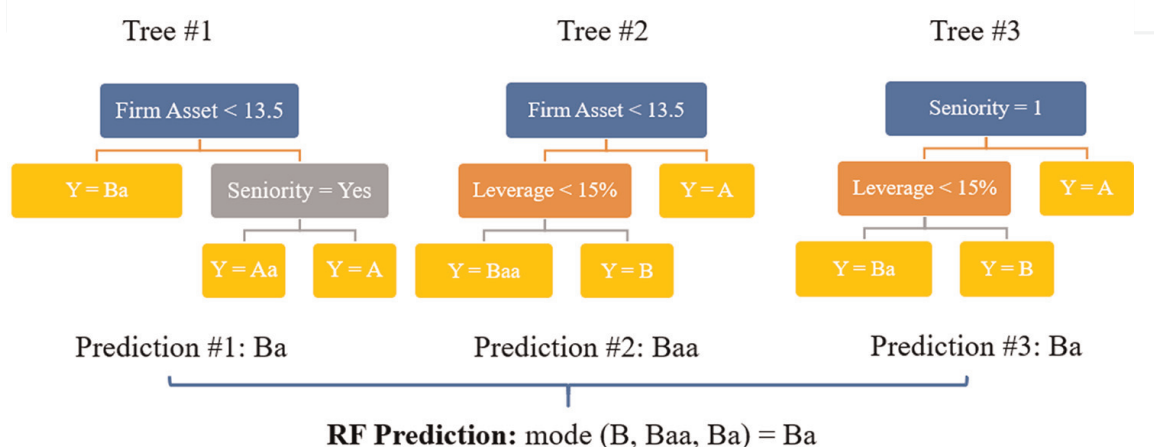 Tree #1
Tree #2
Tree #3
Firm Asset < 13.5
Firm Asset < 13.5
Seniority = 1
Y = Ba
Seniority = Yes
Leverage < 15%
Y = A
Leverage < 15%
Y = A
Y = Aa
Y = A
Y = Baa
Y = B
Y = Ba
Y = B
Prediction #1: Ba
Prediction #2: Baa
Prediction #3: Ba
RF Prediction: mode (B, Baa, Ba) = Ba